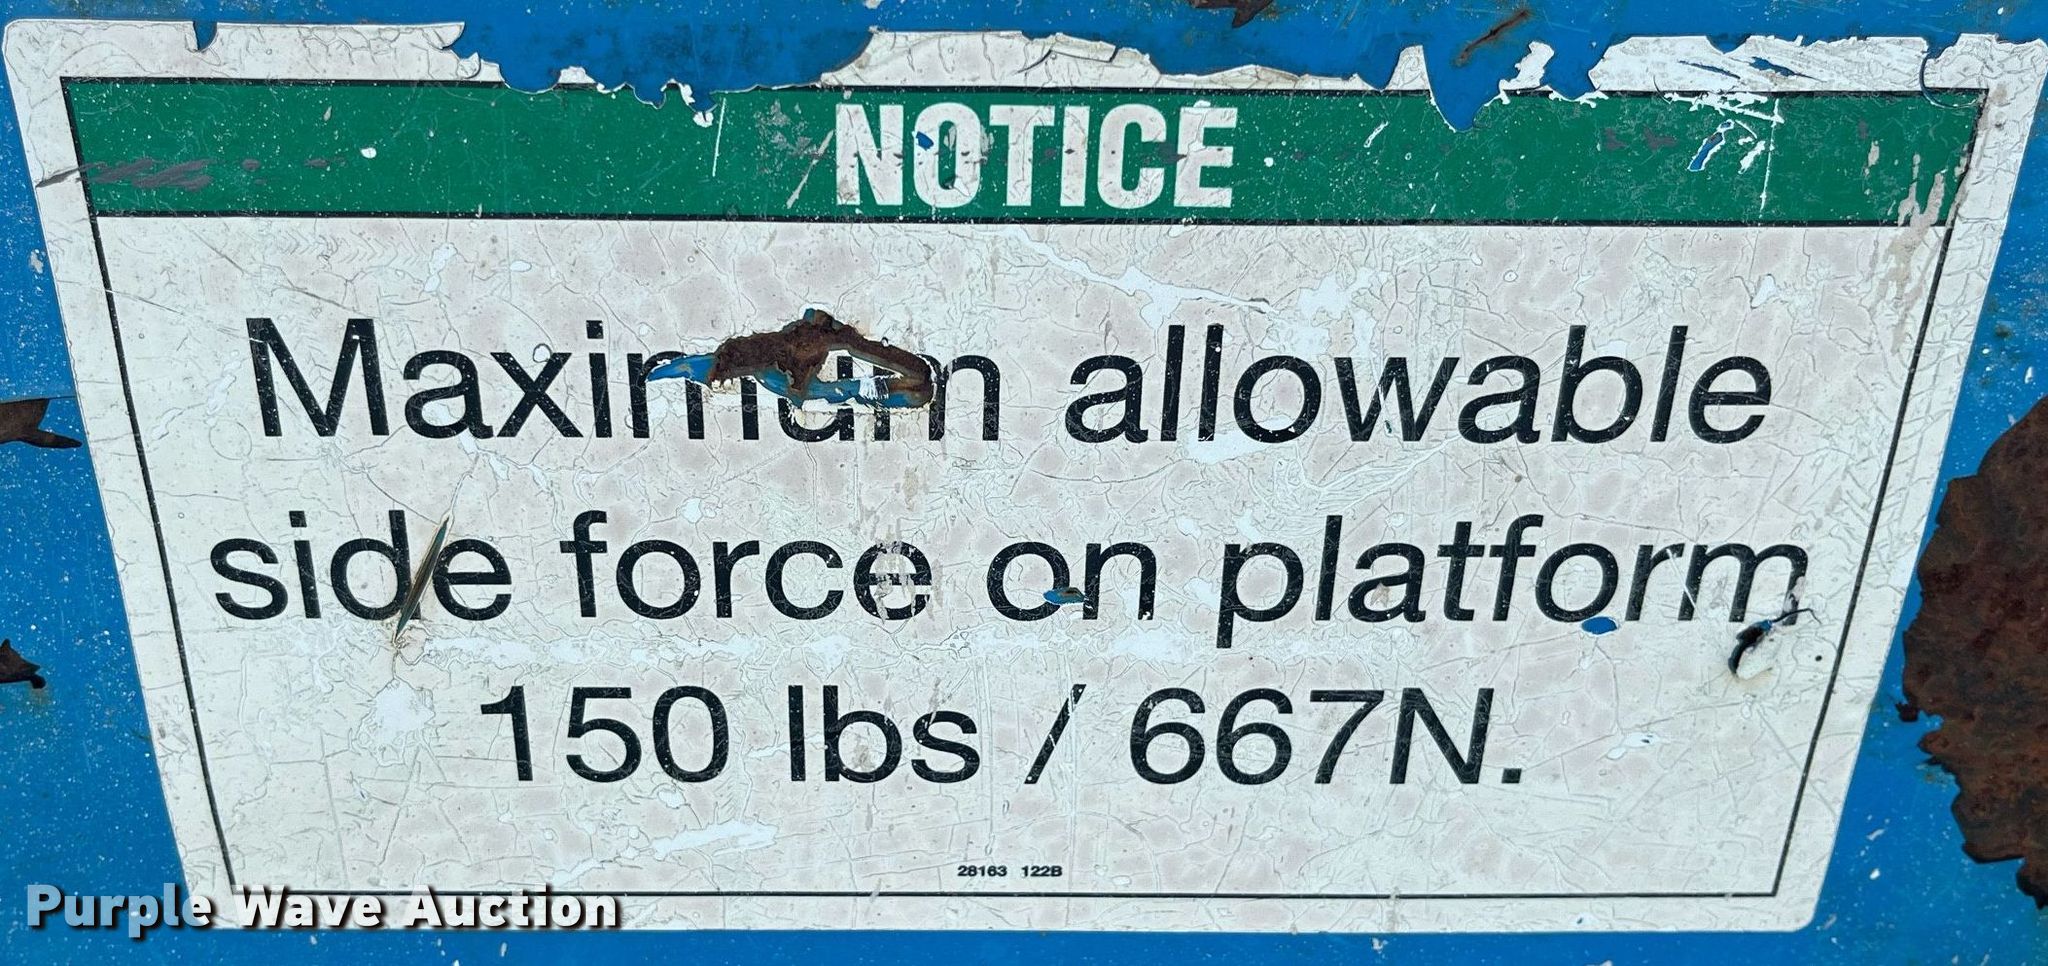 NOTICE
Maximum allowable
side force on platform
150 lbs / 667N.
28163 122B
Purple Wave Auction